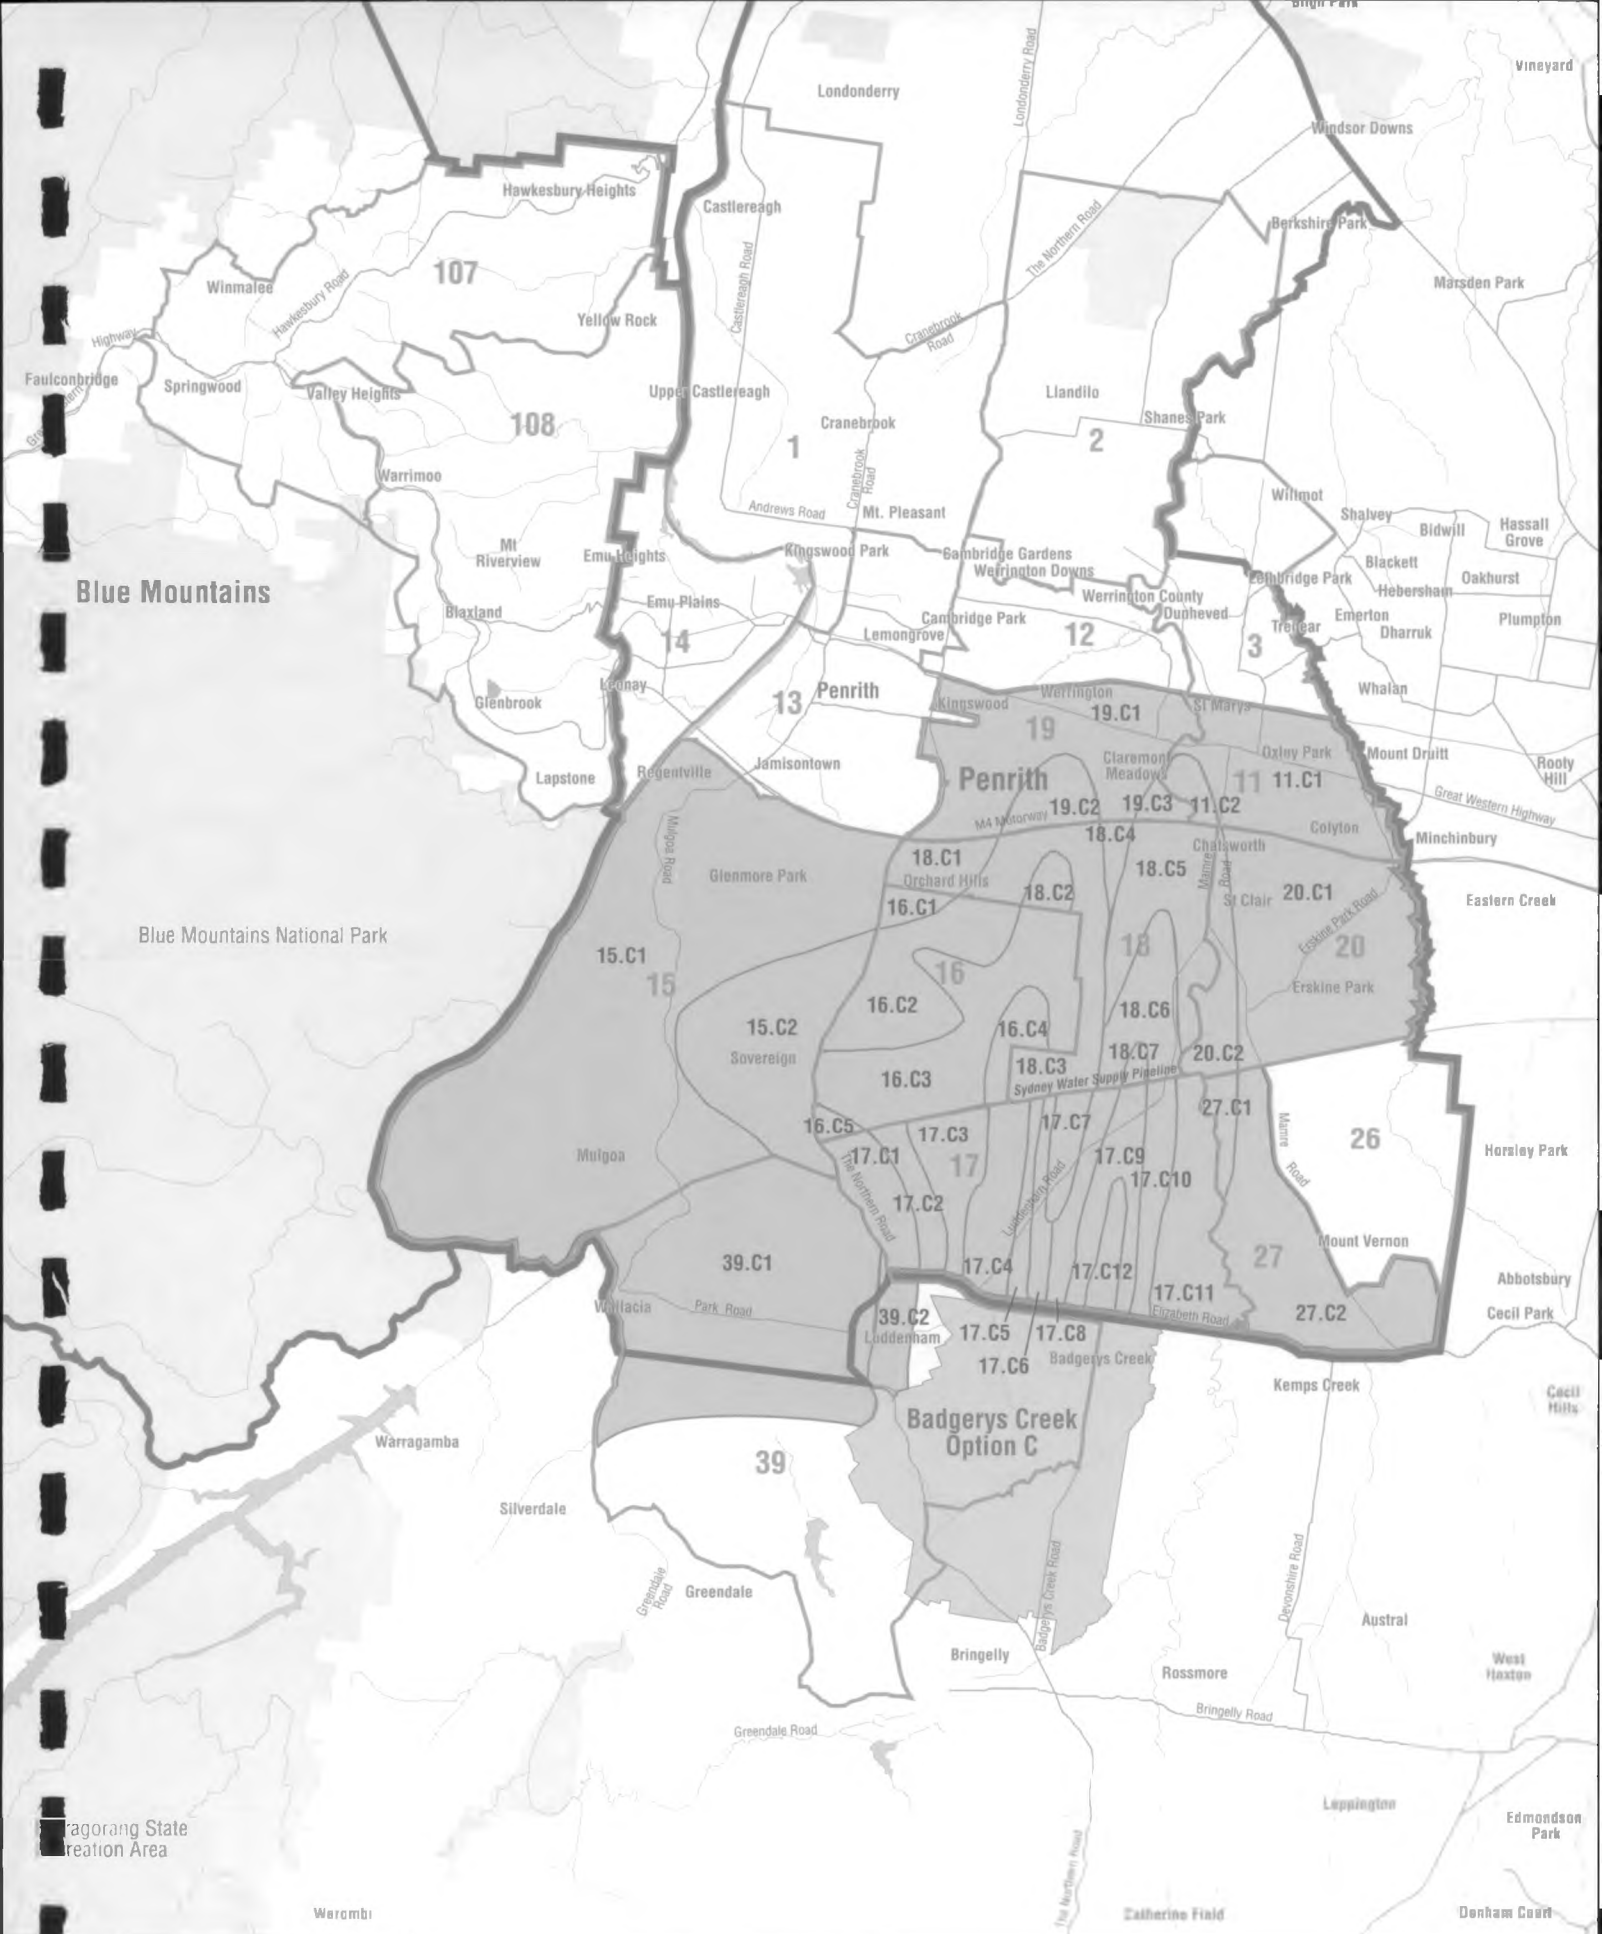 Vineyard
Londonderry
Londonderry Road
Windsor Downs
Hawkesbury Heights
Castlereagh
Berkshire Park
The Northern Road
Castlereagh Road
107
Winmalee
Hawkesbury Road
Marsden Park
Yellow Rock
Cranebrook
Road
Highway
Faulconbridge
Springwood
Valley Heights
Upper Castlereagh
Llandilo
108
Cranebrook
Shanes Park
1
2
Warrimoo
Cranebrook
Road
Willmot
Andrews Road
Mt. Pleasant
Shalvey
Bidwill
Hassall
Grove
Mt
Riverview
Emu Heights
Kingswood Park
Cambridge Gardens
Werrington Downs
Blackett
Lethbridge Park
Oakhurst
Hebersham
Blue Mountains
Emu Plains
Werrington County
Blaxland
Dunheved
Cambridge Park
Emerton
Plumpton
Lemongrove
12
Tregear
Dharruk
14
3
Leonay
Penrith
Whalan
Glenbrook
13
Kingswood
Werrington
19.C1
St Marys
19
Oxley Park
Mount Druitt
Claremont
Meadows
Jamisontown
Regentville
Lapstone
Rooty
Hill
Penrith
11
11.C1
19.C2
19.C3
11.C2
Great Western Highway
M4 Motorway
18.C4
Colyton
Minchinbury
Mulgoa Road
Chatsworth
18.C1
Glenmore Park
Orchard Hills
18.C5
Mamre
Road
18.C2
St Clair
20.C1
Eastern Creek
16.C1
Erskine Park Road
Blue Mountains National Park
18
20
15.C1
16
15
Erskine Park
16.C2
18.C6
15.C2
16.C4
Sovereign
18.C7
20.C2
18.C3
Sydney Water Supply Pipeline
16.C3
27.C1
17.C7
16.C5
17.C3
Mamre
Road
26
Mulgoa
17.C1
17
17.C9
Horsley Park
17.C10
The Northern Road
17.C2
Luddenham Road
Mount Vernon
39.C1
17.C4
17.C12
27
Abbotsbury
17.C11
Wallacia
Park Road
39.C2
Elizabeth Road
27.C2
Cecil Park
Luddenham
17.C5
17.C8
17.C6
Badgerys Creek
Kemps Creek
Cecil
Hills
Badgerys Creek
Option C
Warragamba
39
Silverdale
Greendale
Road
Greendale
Badgerys Creek Road
Devonshire Road
Austral
Bringelly
West
Hoxton
Rossmore
Bringelly Road
Greendale Road
Leppington
Edmondson
Park
ragorang State
reation Area
The Northern Road
Werombi
Catherine Field
Denham Court